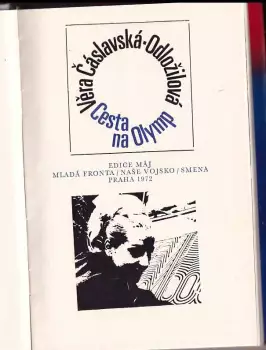 Věra Čáslavská-Odložilová
Cesta
na Olymp
EDICE MÁJ
MLADÁ FRONTA / NAŠE VOJSKO / SMENA
PRAHA 1972